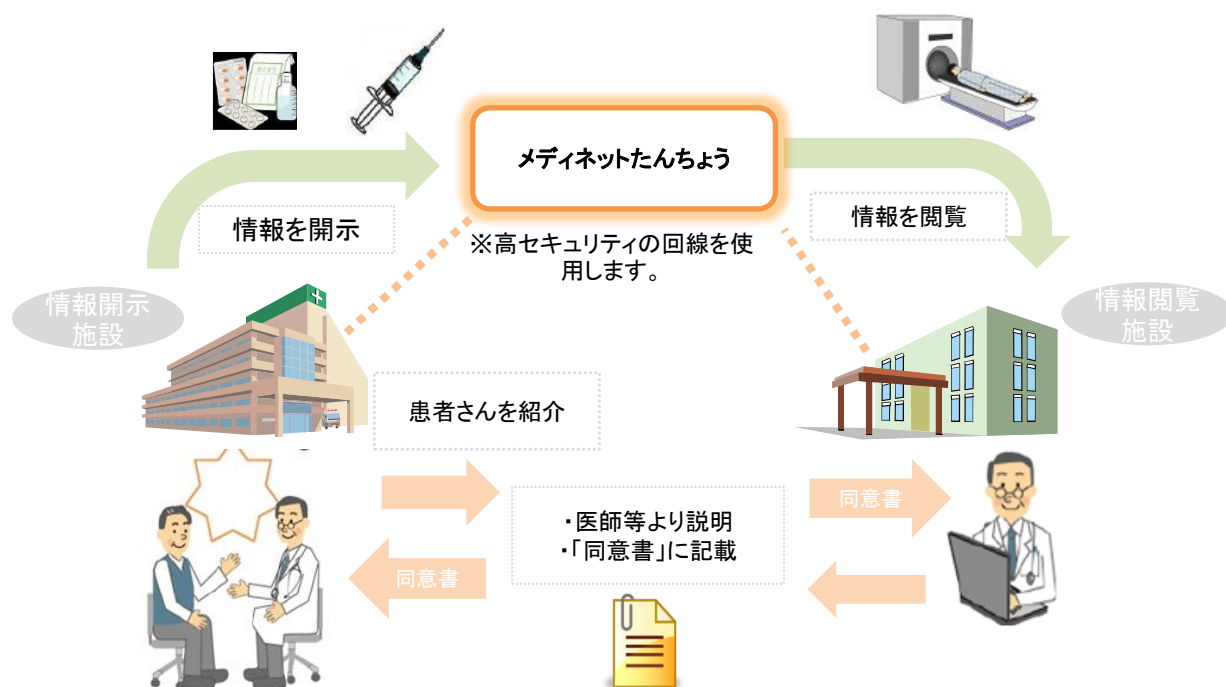 メディネットたんちょう
情報を開示
情報を閲覧
※高セキュリティの回線を使
用します。
情報開示
施設
情報閲覧
施設
患者さんを紹介
・医師等より説明
・「同意書」に記載
同意書
同意書